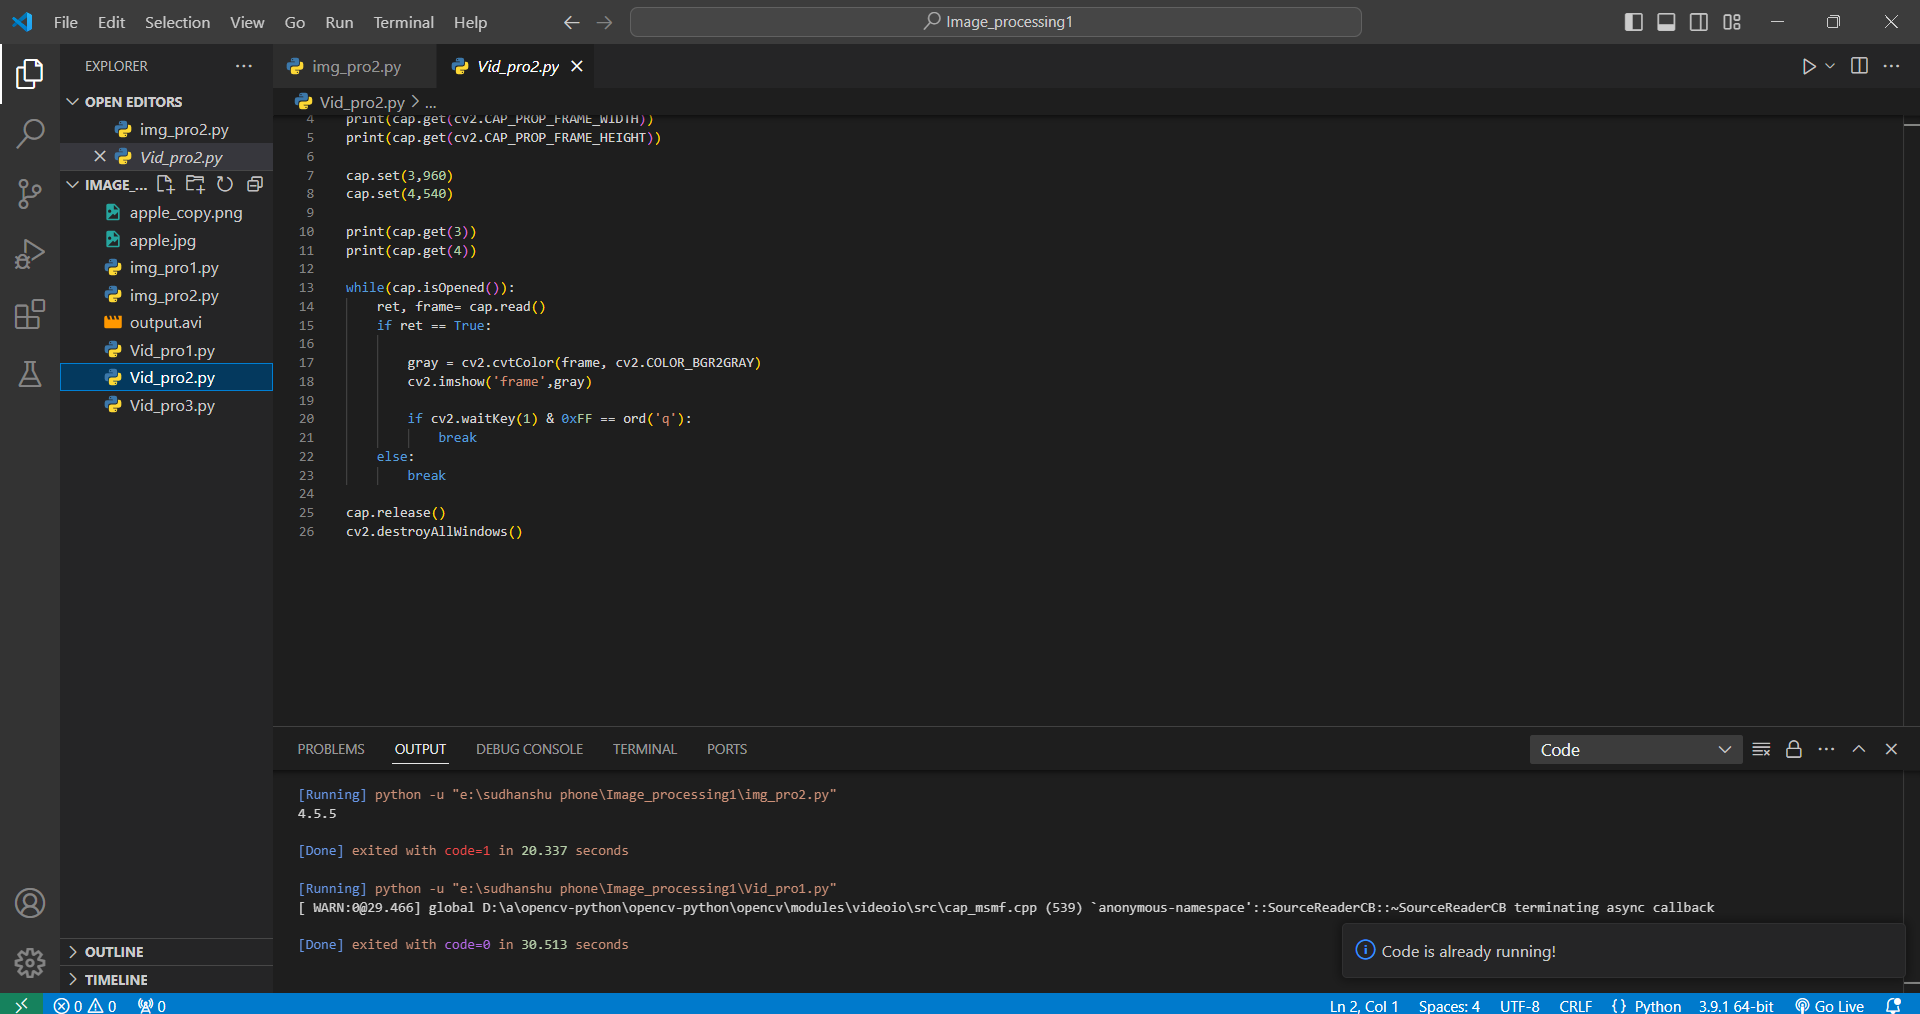 File Edit Selection View Go Run Terminal Help
Image_processing1
EXPLORER
OPEN EDITORS
img_pro2.py
Vid_pro2.py
IMAGE_...
apple_copy.png
apple.jpg
img_pro1.py
img_pro2.py
output.avi
Vid_pro1.py
Vid_pro2.py
Vid_pro3.py
OUTLINE
TIMELINE
img_pro2.py Vid_pro2.py
Vid_pro2.py > ...
4 print(cap.get(cv2.CAP_PROP_FRAME_WIDTH))
5 print(cap.get(cv2.CAP_PROP_FRAME_HEIGHT))
6
7 cap.set(3,960)
8 cap.set(4,540)
9
10 print(cap.get(3))
11 print(cap.get(4))
12
13 while(cap.isOpened()):
14     ret, frame= cap.read()
15     if ret == True:
16
17         gray = cv2.cvtColor(frame, cv2.COLOR_BGR2GRAY)
18         cv2.imshow('frame',gray)
19
20         if cv2.waitKey(1) & 0xFF == ord('q'):
21             break
22     else:
23         break
24
25 cap.release()
26 cv2.destroyAllWindows()
PROBLEMS OUTPUT DEBUG CONSOLE TERMINAL PORTS
Code
[Running] python -u "e:\sudhanshu phone\Image_processing1\img_pro2.py"
4.5.5
[Done] exited with code=1 in 20.337 seconds
[Running] python -u "e:\sudhanshu phone\Image_processing1\Vid_pro1.py"
[ WARN:0@29.466] global D:\a\opencv-python\opencv-python\opencv\modules\videoio\src\cap_msmf.cpp (539) `anonymous-namespace'::SourceReaderCB::~SourceReaderCB terminating async callback
[Done] exited with code=0 in 30.513 seconds
Code is already running!
0 0 0 Ln 2, Col 1 Spaces: 4 UTF-8 CRLF {} Python 3.9.1 64-bit Go Live